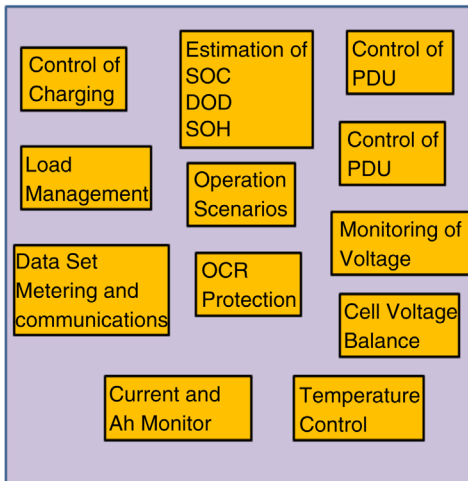 Control of
Charging
Estimation of
SOC
DOD
SOH
Control of
PDU
Load
Management
Operation
Scenarios
Control of
PDU
Data Set
Metering and
communications
OCR
Protection
Monitoring of
Voltage
Cell Voltage
Balance
Current and
Ah Monitor
Temperature
Control